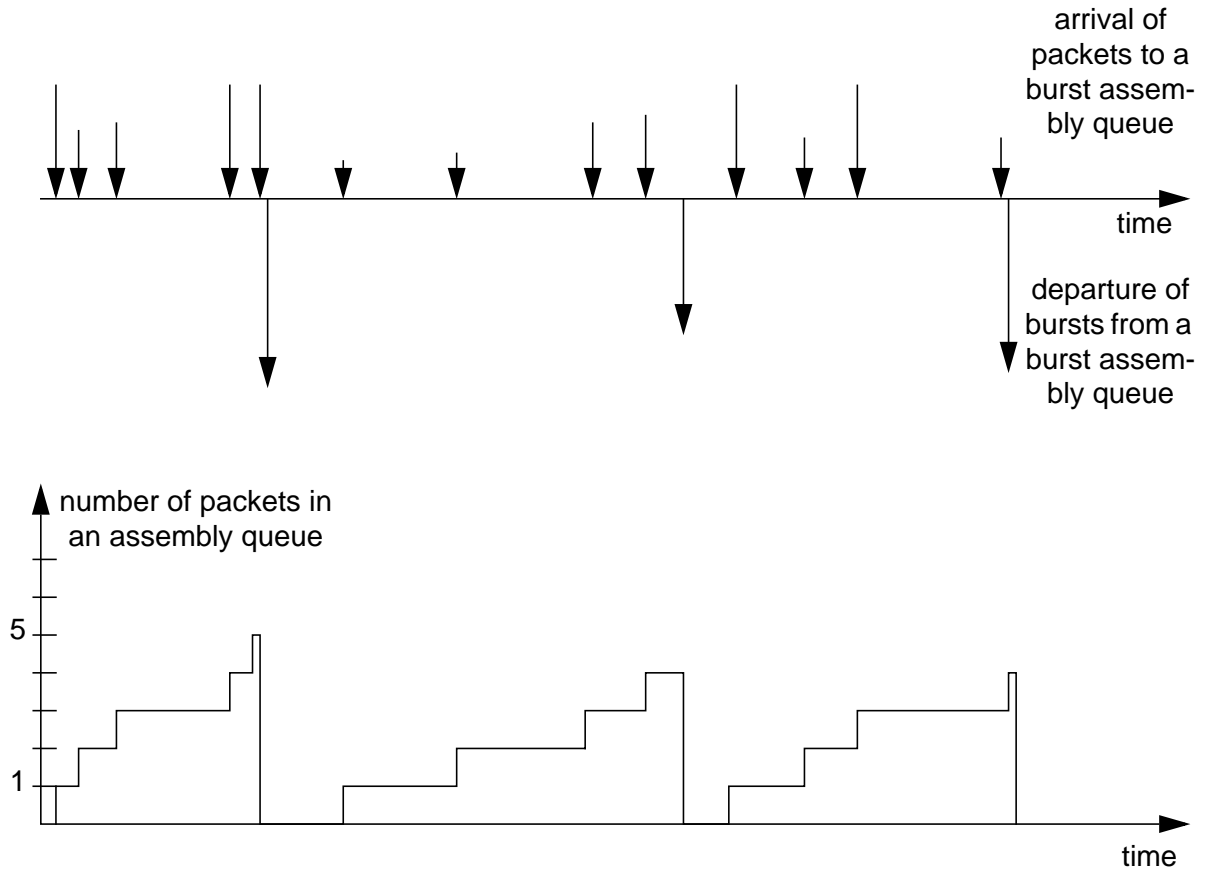 arrival of
packets to a
burst assem-
bly queue
time
departure of
bursts from a
burst assem-
bly queue
number of packets in
an assembly queue
5
1
time